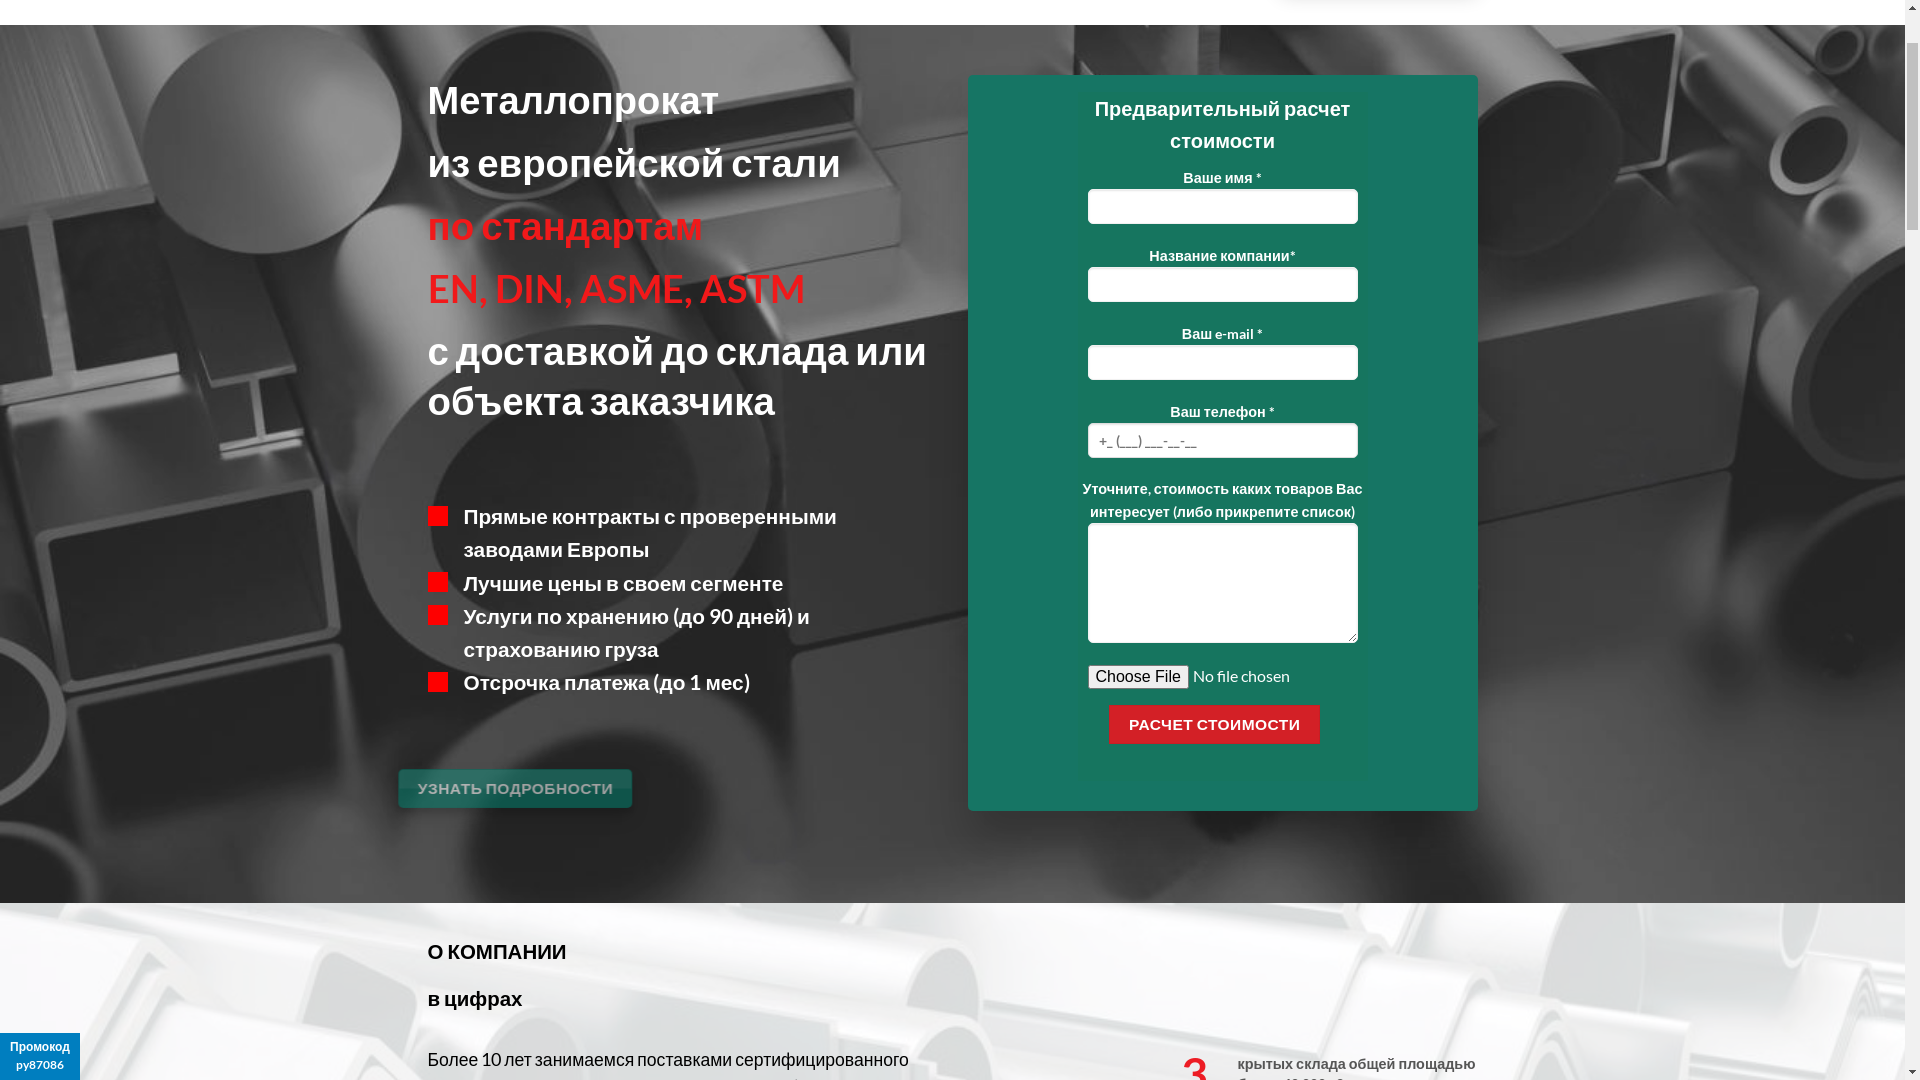 Металлопрокат
из европейской стали
по стандартам
EN, DIN, ASME, ASTM
с доставкой до склада или
объекта заказчика
Прямые контракты с проверенными
заводами Европы
Лучшие цены в своем сегменте
Услуги по хранению (до 90 дней) и
страхованию груза
Отсрочка платежа (до 1 мес)
УЗНАТЬ ПОДРОБНОСТИ
Предварительный расчет
стоимости
Ваше имя *
Название компании*
Ваш e-mail *
Ваш телефон *
+_ (___) ___-__-__
Уточните, стоимость каких товаров Вас
интересует (либо прикрепите список)
Choose File No file chosen
РАСЧЕТ СТОИМОСТИ
О КОМПАНИИ
в цифрах
Более 10 лет занимаемся поставками сертифицированного
3
крытых склада общей площадью
Промокод
py87086